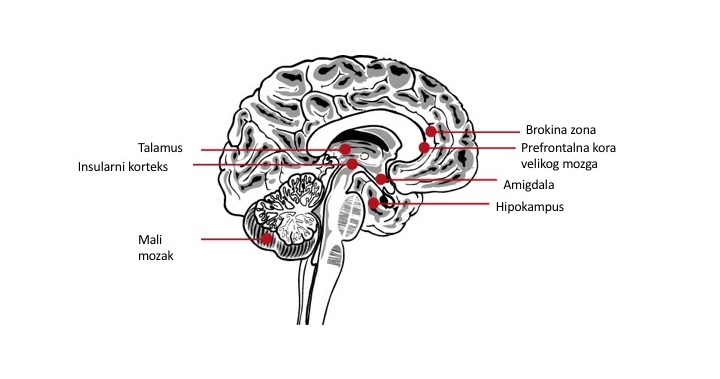 Talamus
Insularni korteks
Mali
mozak
Brokina zona
Prefrontalna kora
velikog mozga
Amigdala
Hipokampus